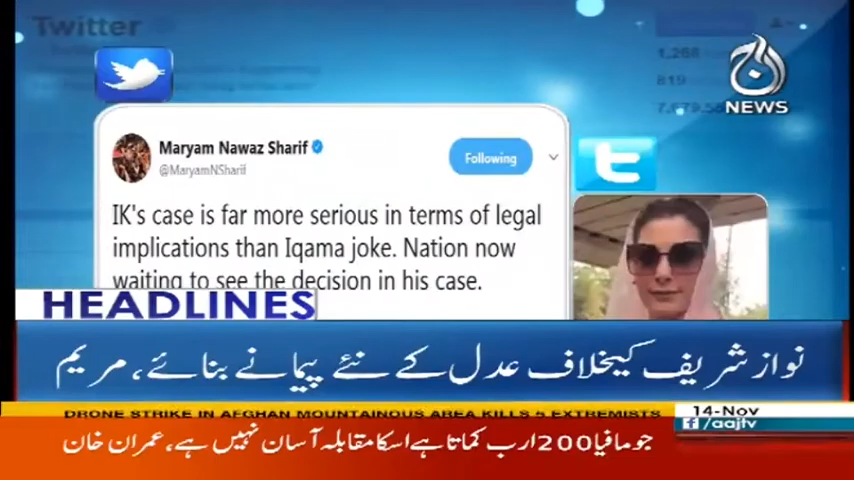 Twitter
1,268
819
آج
NEWS
Maryam Nawaz Sharif
@MaryamNSharif
Following
IK's case is far more serious in terms of legal
implications than Iqama joke. Nation now
waiting to see the decision in his case.
HEADLINES
نواز شریف کیخلاف عدل کے نئے پیمانے بنائے، مریم
DRONE STRIKE IN AFGHAN MOUNTAINOUS AREA KILLS 5 EXTREMISTS
14-Nov
f/aajtv
جو مافیا 200 ارب کماتا ہے اسکا مقابلہ آسان نہیں ہے، عمران خان